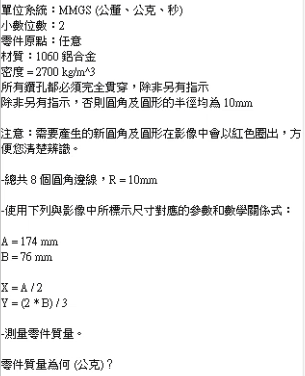 單位系統：MMGS (公釐、公克、秒)
小數位數：2
零件原點：任意
材質：1060 鋁合金
密度 = 2700 kg/m^3
所有鑽孔都必須完全貫穿，除非另有指示
除非另有指示，否則圓角及圓形的半徑均為 10mm
注意：需要產生的新圓角及圓形在影像中會以紅色圈出，方
便您清楚辨識。
-總共 8 個圓角邊線，R = 10mm
-使用下列與影像中所標示尺寸對應的參數和數學關係式：
A = 174 mm
B = 76 mm
X = A / 2
Y = (2 * B) / 3
-測量零件質量。
零件質量為何 (公克)？